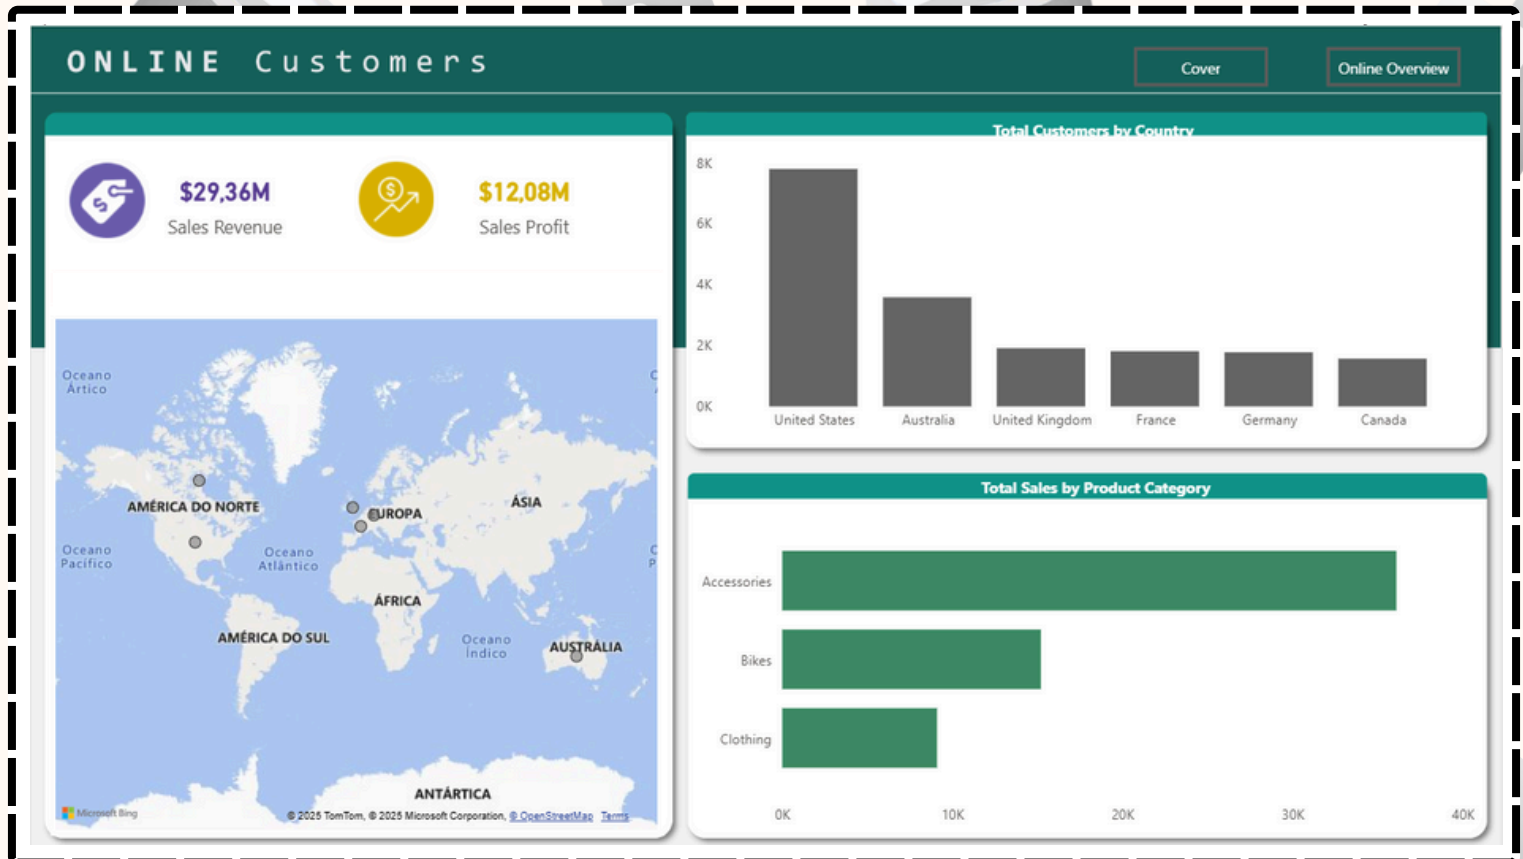 ONLINE Customers
Cover
Online Overview
$29,36M
Sales Revenue
$12,08M
Sales Profit
Oceano
Ártico
AMÉRICA DO NORTE
EUROPA
ÁSIA
Oceano
Pacífico
Oceano
Atlântico
ÁFRICA
AMÉRICA DO SUL
Oceano
Índico
AUSTRÁLIA
ANTÁRTICA
Microsoft Bing
© 2025 TomTom, © 2025 Microsoft Corporation, © OpenStreetMap Terms
Total Customers by Country
8K
6K
4K
2K
0K
United States Australia United Kingdom France Germany Canada
Total Sales by Product Category
Accessories
Bikes
Clothing
0K 10K 20K 30K 40K